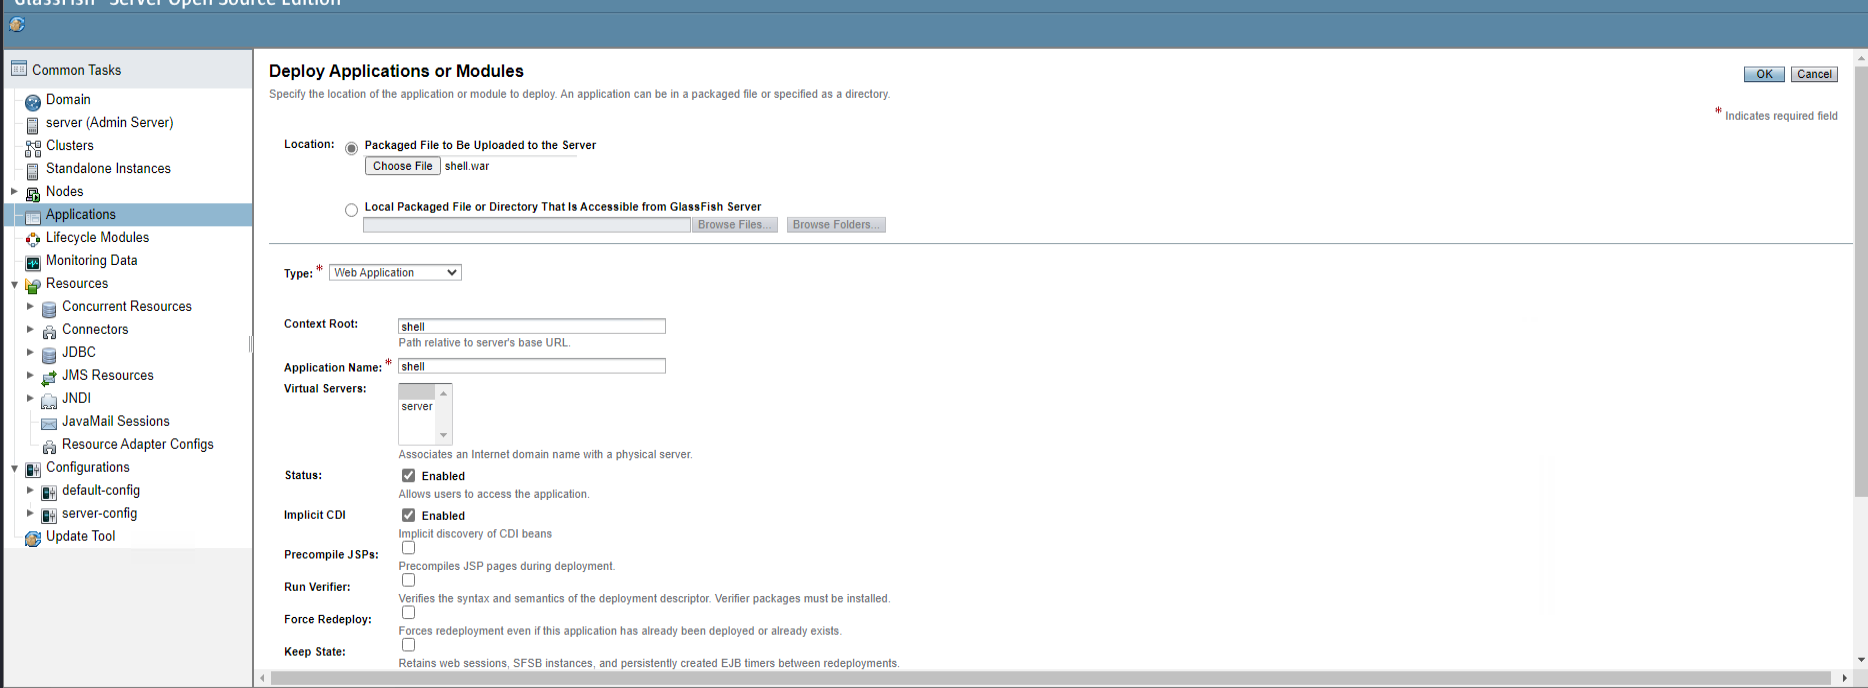 GlassFish Server Open Source Edition
Common Tasks
Domain
server (Admin Server)
Clusters
Standalone Instances
Nodes
Applications
Lifecycle Modules
Monitoring Data
Resources
Concurrent Resources
Connectors
JDBC
JMS Resources
JNDI
JavaMail Sessions
Resource Adapter Configs
Configurations
default-config
server-config
Update Tool
Deploy Applications or Modules
OK Cancel
Specify the location of the application or module to deploy. An application can be in a packaged file or specified as a directory.
* Indicates required field
Location: Packaged File to Be Uploaded to the Server
Choose File shell.war
Local Packaged File or Directory That Is Accessible from GlassFish Server
Browse Files... Browse Folders...
Type: * Web Application
Context Root: shell
Path relative to server's base URL.
Application Name: * shell
Virtual Servers:
server
Associates an Internet domain name with a physical server.
Status: Enabled
Allows users to access the application.
Implicit CDI Enabled
Implicit discovery of CDI beans
Precompile JSPs:
Precompiles JSP pages during deployment.
Run Verifier:
Verifies the syntax and semantics of the deployment descriptor. Verifier packages must be installed.
Force Redeploy:
Forces redeployment even if this application has already been deployed or already exists.
Keep State:
Retains web sessions, SFSB instances, and persistently created EJB timers between redeployments.